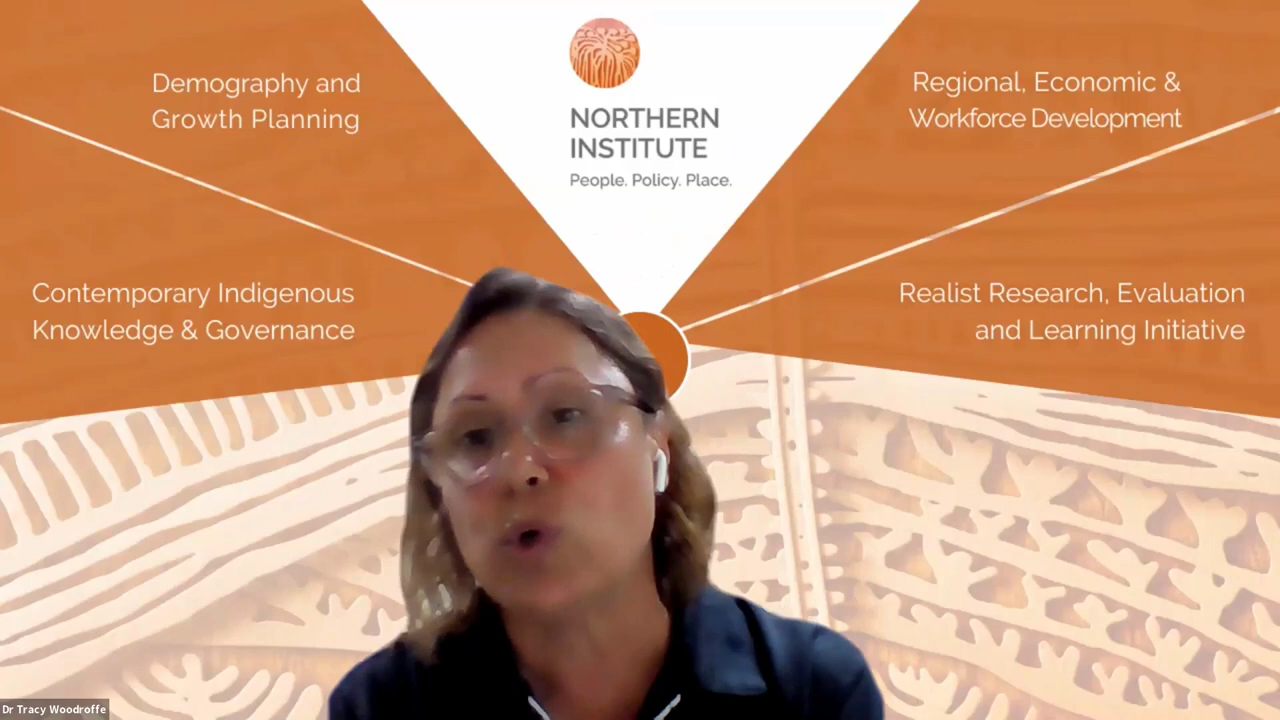 Demography and
Growth Planning
NORTHERN
INSTITUTE
People. Policy. Place.
Regional, Economic &
Workforce Development
Contemporary Indigenous
Knowledge & Governance
Realist Research, Evaluation
and Learning Initiative
Dr Tracy Woodroffe